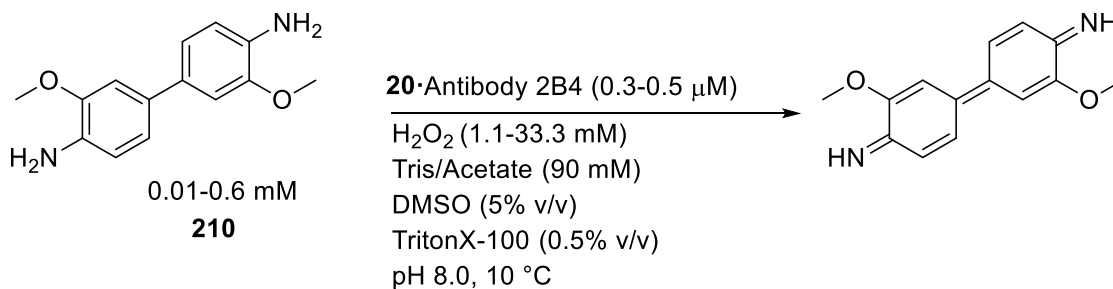 NH₂
O
O
H₂N
0.01-0.6 mM
210
20·Antibody 2B4 (0.3-0.5 μM)
H₂O₂ (1.1-33.3 mM)
Tris/Acetate (90 mM)
DMSO (5% v/v)
TritonX-100 (0.5% v/v)
pH 8.0, 10 °C
NH
O
O
HN